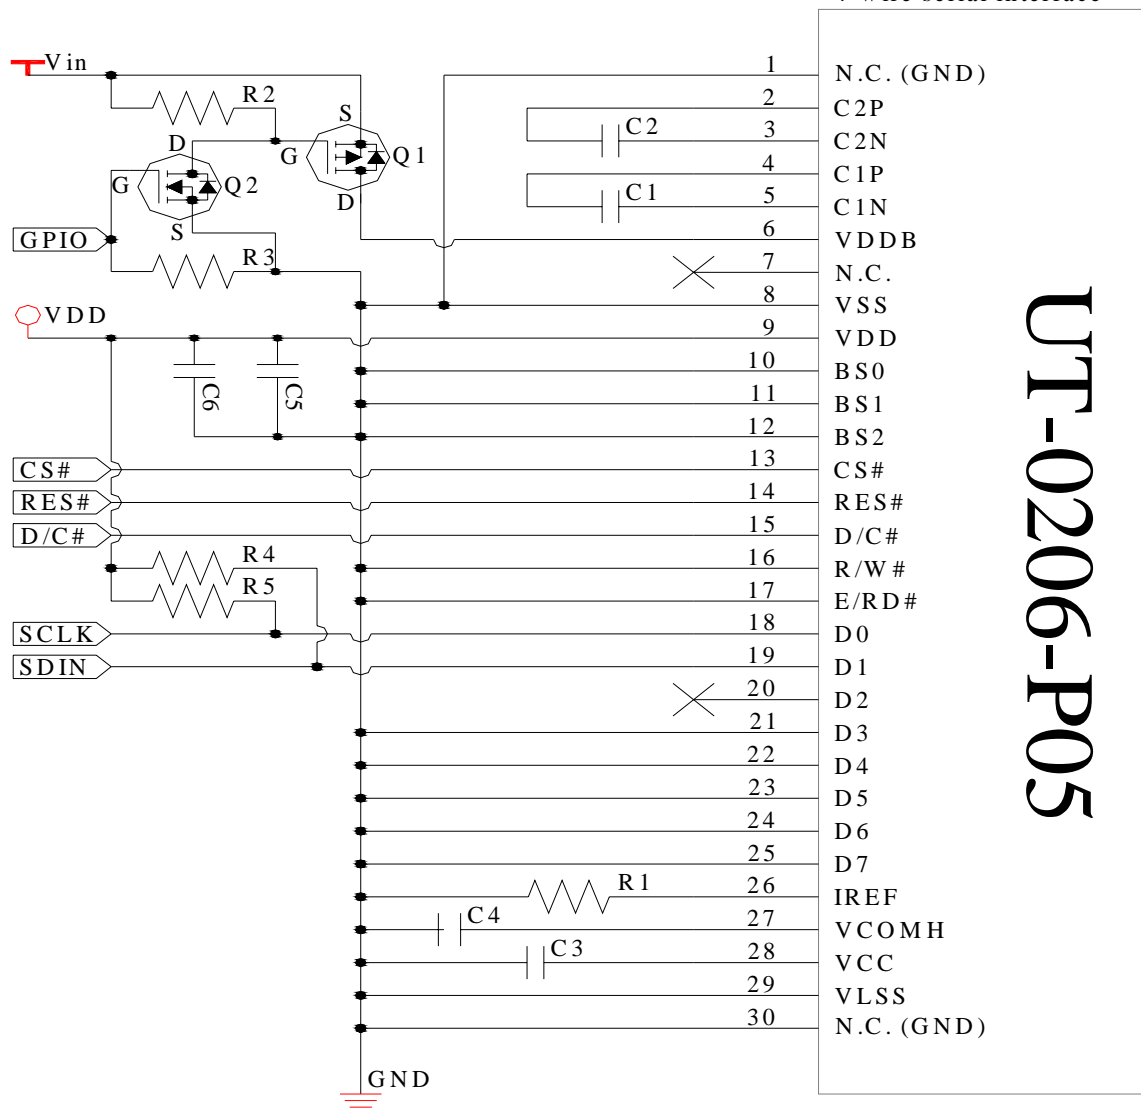 4-wire serial interface
Vin
R2
S
D
G
Q1
G
Q2
D
S
GPIO
R3
VDD
C6
C5
CS#
RES#
D/C#
R4
R5
SCLK
SDIN
C2
C1
R1
C4
C3
GND
1 N.C. (GND)
2 C2P
3 C2N
4 C1P
5 C1N
6 VDDB
7 N.C.
8 VSS
9 VDD
10 BS0
11 BS1
12 BS2
13 CS#
14 RES#
15 D/C#
16 R/W#
17 E/RD#
18 D0
19 D1
20 D2
21 D3
22 D4
23 D5
24 D6
25 D7
26 IREF
27 VCOMH
28 VCC
29 VLSS
30 N.C. (GND)
UT-0206-P05